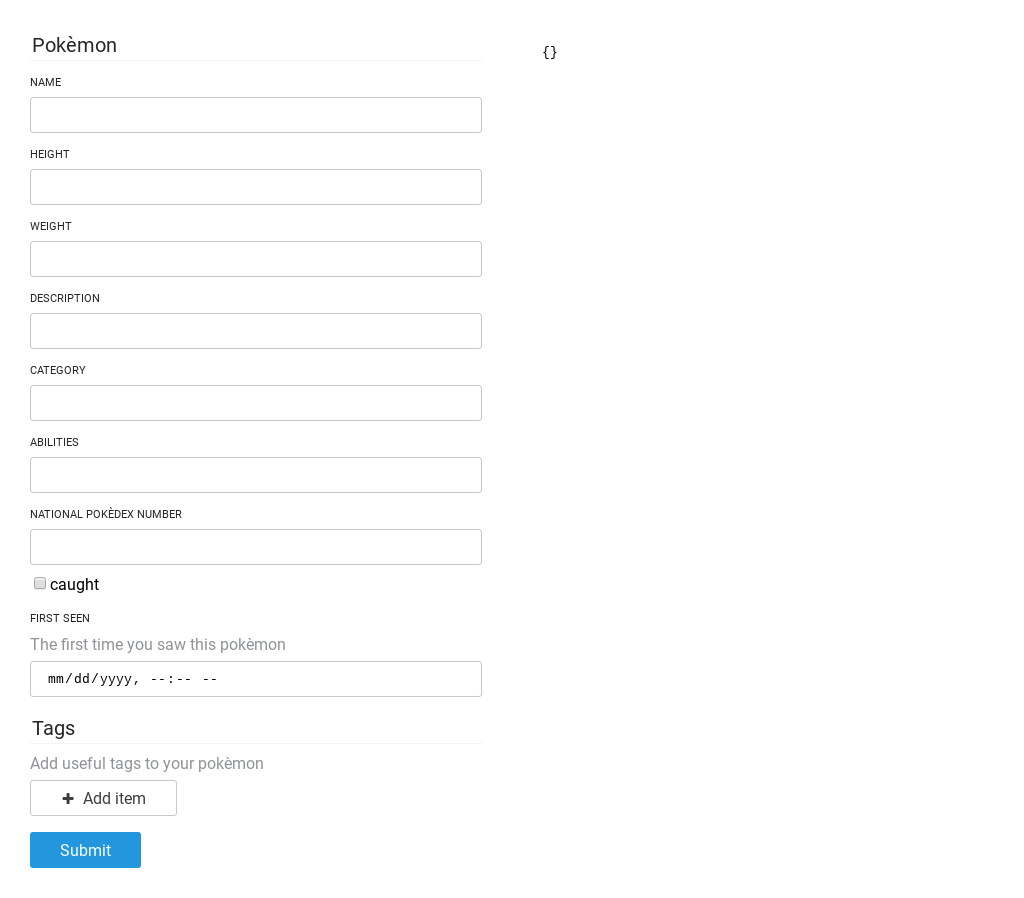 Pokèmon
{}
NAME
HEIGHT
WEIGHT
DESCRIPTION
CATEGORY
ABILITIES
NATIONAL POKÈDEX NUMBER
caught
FIRST SEEN
The first time you saw this pokèmon
mm/dd/yyyy, --:-- --
Tags
Add useful tags to your pokèmon
Add item
Submit